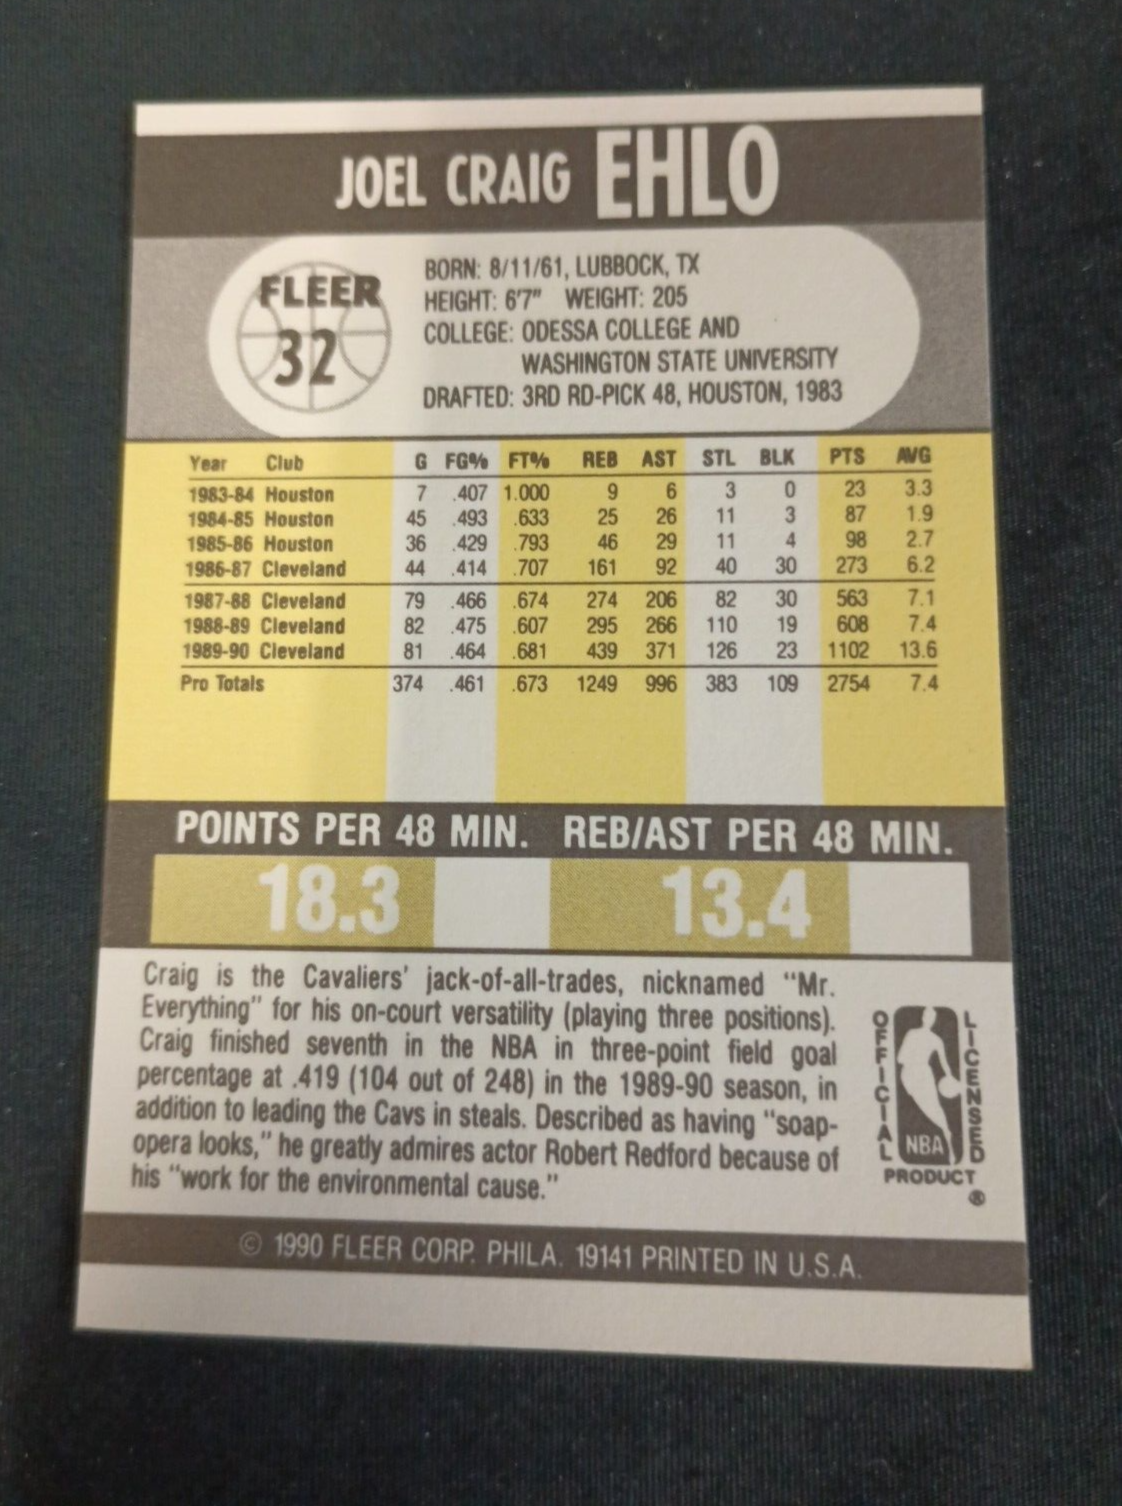 JOEL CRAIG EHLO
FLEER
32
BORN: 8/11/61, LUBBOCK, TX
HEIGHT: 6'7" WEIGHT: 205
COLLEGE: ODESSA COLLEGE AND
WASHINGTON STATE UNIVERSITY
DRAFTED: 3RD RD-PICK 48, HOUSTON, 1983
Year Club G FG% FT% REB AST STL BLK PTS AVG
1983-84 Houston 7 .407 1.000 9 6 3 0 23 3.3
1984-85 Houston 45 .493 .633 25 26 11 3 87 1.9
1985-86 Houston 36 .429 .793 46 29 11 4 98 2.7
1986-87 Cleveland 44 .414 .707 161 92 40 30 273 6.2
1987-88 Cleveland 79 .466 .674 274 206 82 30 563 7.1
1988-89 Cleveland 82 .475 .607 295 266 110 19 608 7.4
1989-90 Cleveland 81 .464 .681 439 371 126 23 1102 13.6
Pro Totals 374 .461 .673 1249 996 383 109 2754 7.4
POINTS PER 48 MIN. REB/AST PER 48 MIN.
18.3 13.4
Craig is the Cavaliers' jack-of-all-trades, nicknamed "Mr.
Everything" for his on-court versatility (playing three positions).
Craig finished seventh in the NBA in three-point field goal
percentage at .419 (104 out of 248) in the 1989-90 season, in
addition to leading the Cavs in steals. Described as having "soap-
opera looks," he greatly admires actor Robert Redford because of
his "work for the environmental cause."
OFFICIAL
LICENSED
NBA
PRODUCT
®
© 1990 FLEER CORP. PHILA. 19141 PRINTED IN U.S.A.